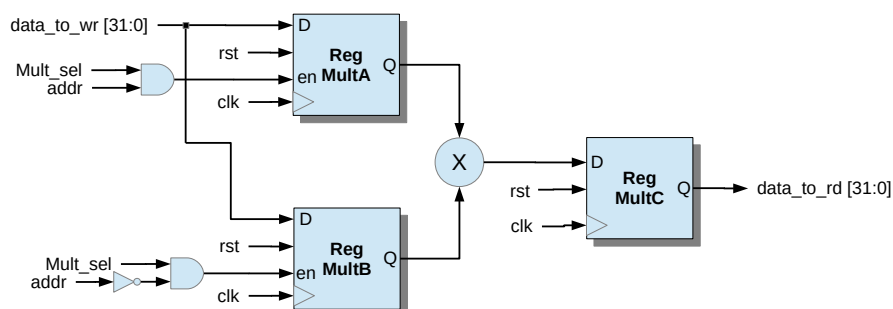 data_to_wr [31:0]
D
rst
Reg
MultA
Q
Mult_sel
addr
en
clk
X
D
Reg
MultC
Q
data_to_rd [31:0]
rst
clk
D
rst
Reg
MultB
Q
Mult_sel
addr
en
clk